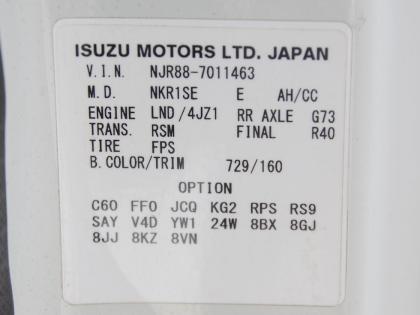 ISUZU MOTORS LTD. JAPAN
V.I.N. NJR88-7011463
M.D. NKR1SE E AH/CC
ENGINE LND/4JZ1 RR AXLE G73
TRANS. RSM FINAL R40
TIRE FPS
B.COLOR/TRIM 729/160
OPTION
C60 FF0 JCQ KG2 RPS RS9
SAY V4D YW1 24W 8BX 8GJ
8JJ 8KZ 8VN